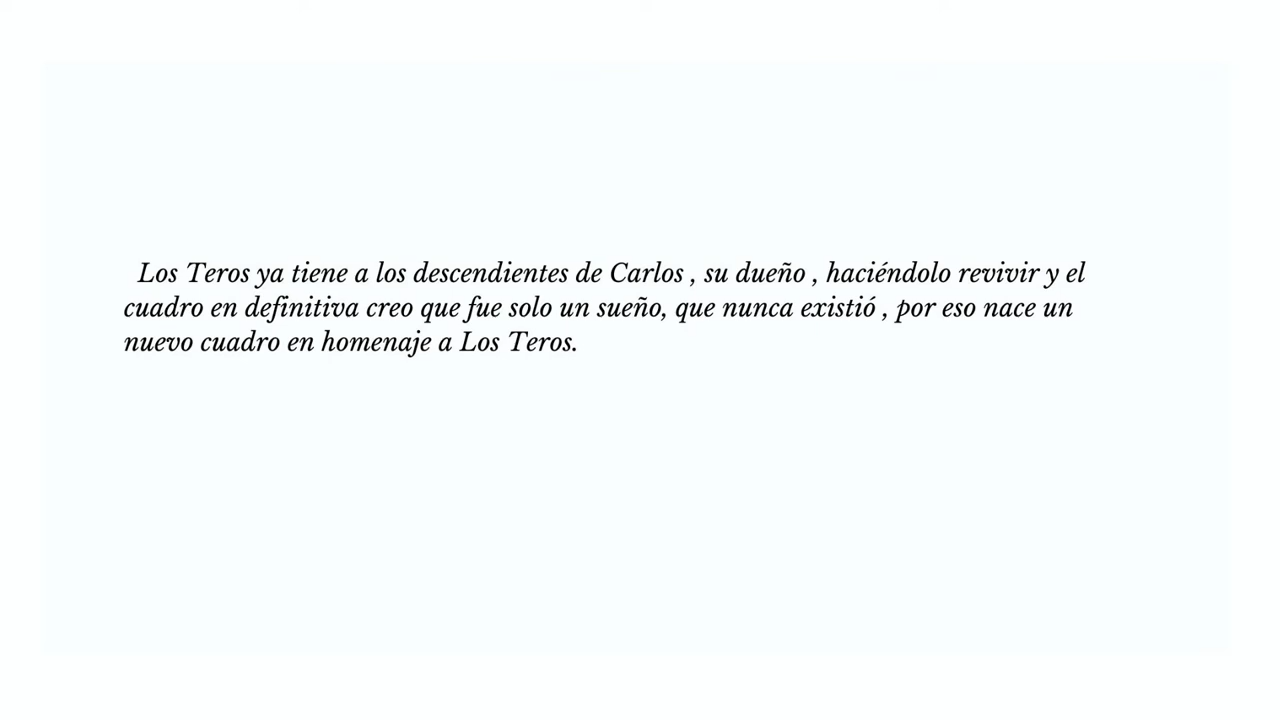 Los Teros ya tiene a los descendientes de Carlos , su dueño , haciéndolo revivir y el
cuadro en definitiva creo que fue solo un sueño, que nunca existió , por eso nace un
nuevo cuadro en homenaje a Los Teros.